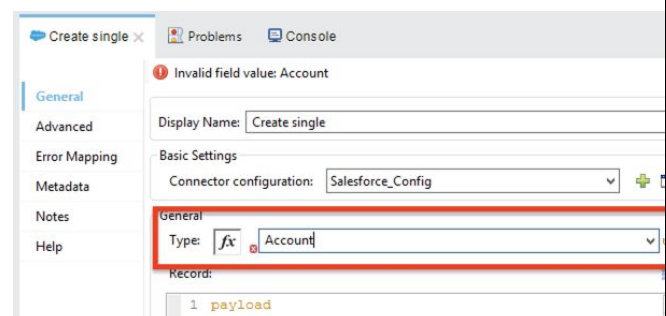 Create single
Problems
Console
Invalid field value: Account
General
Advanced
Error Mapping
Metadata
Notes
Help
Display Name: Create single
Basic Settings
Connector configuration: Salesforce_Config
General
Type: fx Account
Record:
1 payload